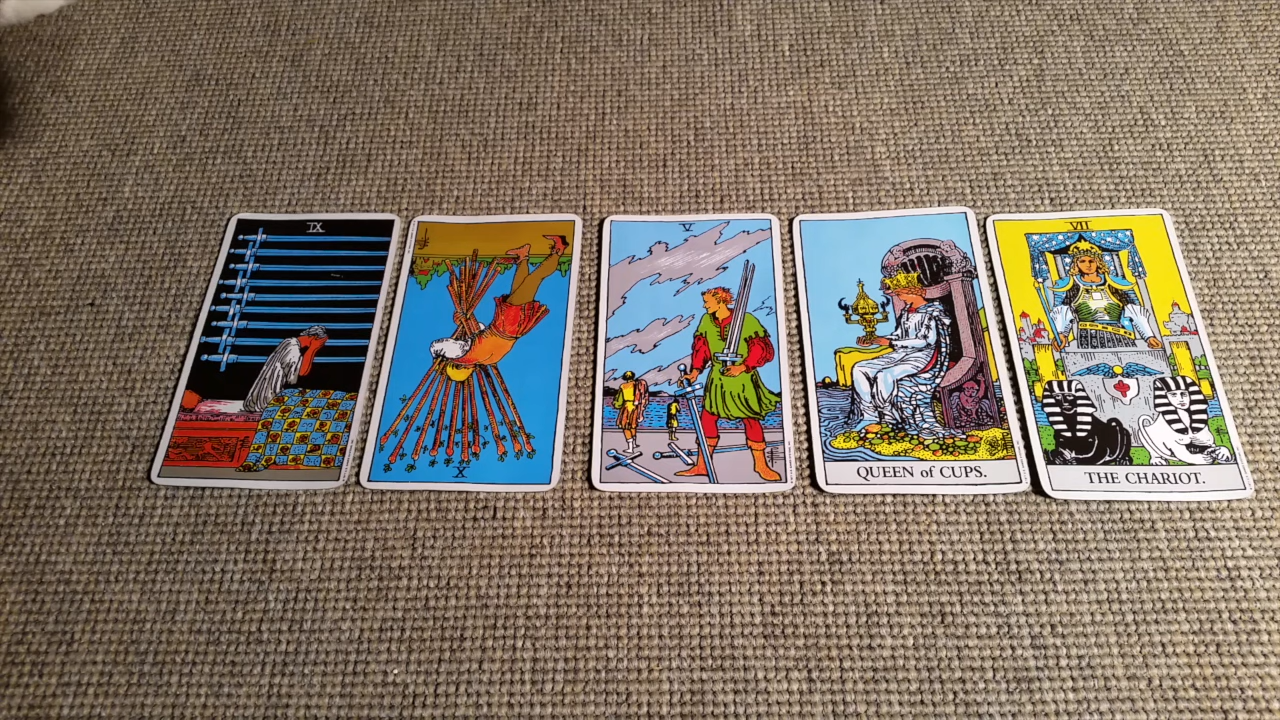 IX
X
V
QUEEN of CUPS.
VII
THE CHARIOT.